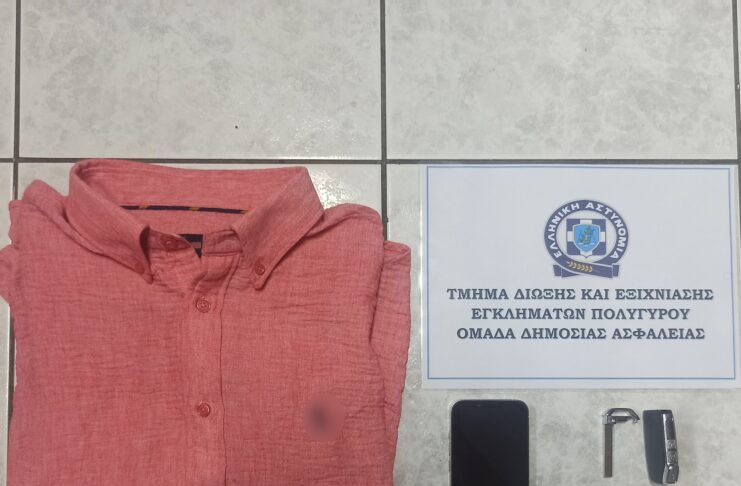 ΕΛΛΗΝΙΚΗ ΑΣΤΥΝΟΜΙΑ
ΤΜΗΜΑ ΔΙΩΞΗΣ ΚΑΙ ΕΞΙΧΝΙΑΣΗΣ
ΕΓΚΛΗΜΑΤΩΝ ΠΟΛΥΓΥΡΟΥ
ΟΜΑΔΑ ΔΗΜΟΣΙΑΣ ΑΣΦΑΛΕΙΑΣ